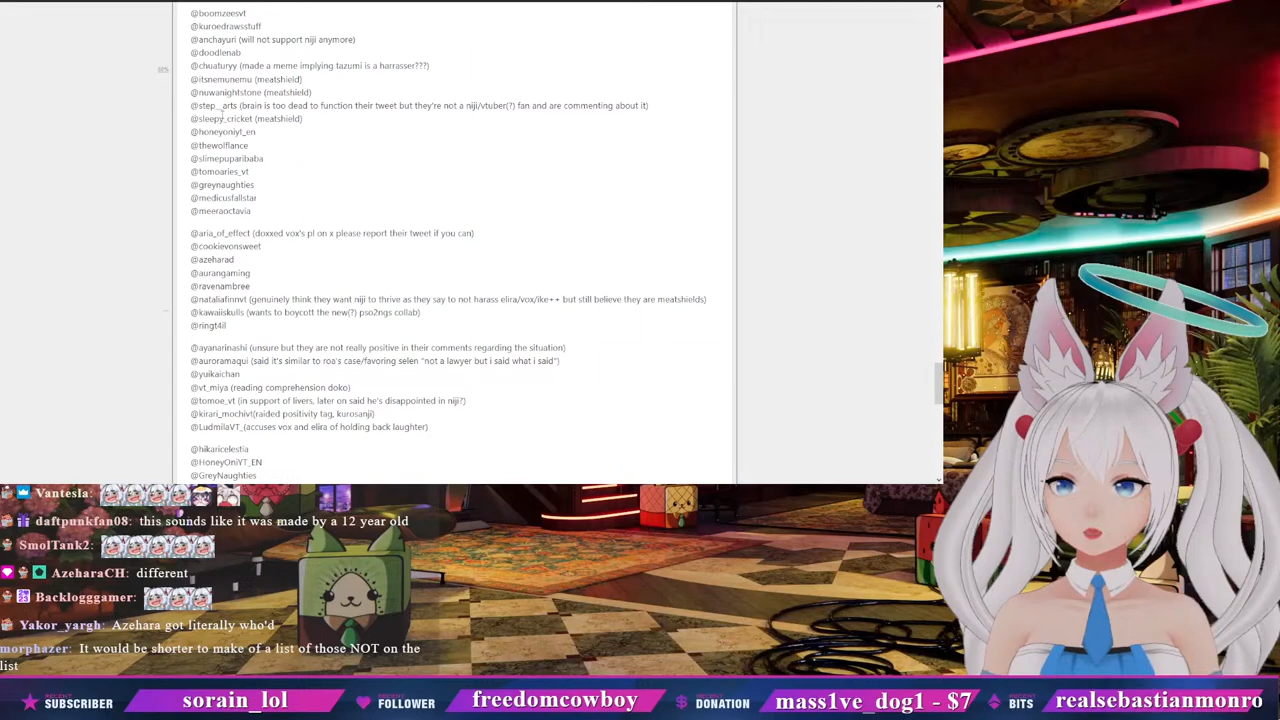 @boomzeesvt
@kuroedrawsstuff
@anchayuri (will not support niji anymore)
@doodlenab
@chuaturyy (made a meme implying tazumi is a harrasser???)
@itsnemunemu (meatshield)
@nuwanightstone (meatshield)
@step__arts (brain is too dead to function their tweet but they're not a niji/vtuber(?) fan and are commenting about it)
@sleepy_cricket (meatshield)
@honeyoniyt_en
@thewolflance
@slimepuparibaba
@tomoaries_vt
@greynaughties
@medicusfallstar
@meeraoctavia
@aria_of_effect (doxxed vox's pl on x please report their tweet if you can)
@cookievonsweet
@azeharad
@aurangaming
@ravenambree
@nataliafinnvt (genuinely think they want niji to thrive as they say to not harass elira/vox/ike++ but still believe they are meatshields)
@kawaiiskulls (wants to boycott the new(?) pso2ngs collab)
@ringt4il
@ayanarinashi (unsure but they are not really positive in their comments regarding the situation)
@auroramaqui (said it's similar to roa's case/favoring selen "not a lawyer but i said what i said")
@yuikaichan
@vt_miya (reading comprehension doko)
@tomoe_vt (in support of livers, later on said he's disappointed in niji?)
@kirari_mochivt(raided positivity tag, kurosanji)
@LudmilaVT_(accuses vox and elira of holding back laughter)
@hikaricelestia
@HoneyOniYT_EN
@GreyNaughties
Vantesla:
daftpunkfan08: this sounds like it was made by a 12 year old
SmolTank2:
AzeharaCH: different
Backlogggamer:
Yakor_yargh: Azehara got literally who'd
morphazer: It would be shorter to make of a list of those NOT on the
list
RECENT SUBSCRIBER sorain_lol RECENT FOLLOWER freedomcowboy RECENT DONATION mass1ve_dog1 - $7 RECENT BITS realsebastianmonro